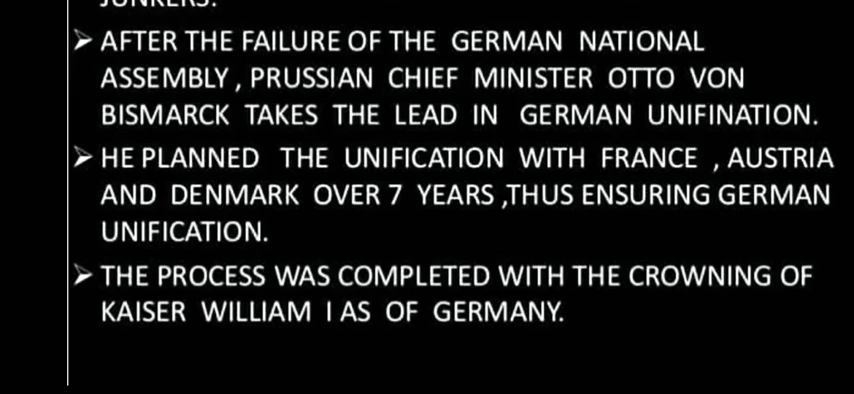 JUNKERS.
➢ AFTER THE FAILURE OF THE GERMAN NATIONAL
ASSEMBLY , PRUSSIAN CHIEF MINISTER OTTO VON
BISMARCK TAKES THE LEAD IN GERMAN UNIFINATION.
➢ HE PLANNED THE UNIFICATION WITH FRANCE , AUSTRIA
AND DENMARK OVER 7 YEARS ,THUS ENSURING GERMAN
UNIFICATION.
➢ THE PROCESS WAS COMPLETED WITH THE CROWNING OF
KAISER WILLIAM I AS OF GERMANY.